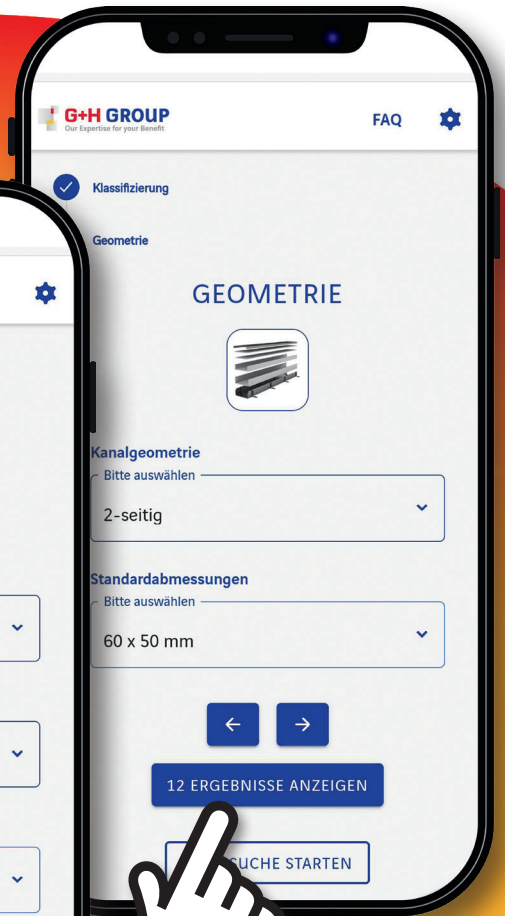 G+H GROUP
Our Expertise for your Benefit
FAQ
Klassifizierung
Geometrie
GEOMETRIE
Kanalgeometrie
Bitte auswählen
2-seitig
Standardabmessungen
Bitte auswählen
60 x 50 mm
12 ERGEBNISSE ANZEIGEN
SUCHE STARTEN